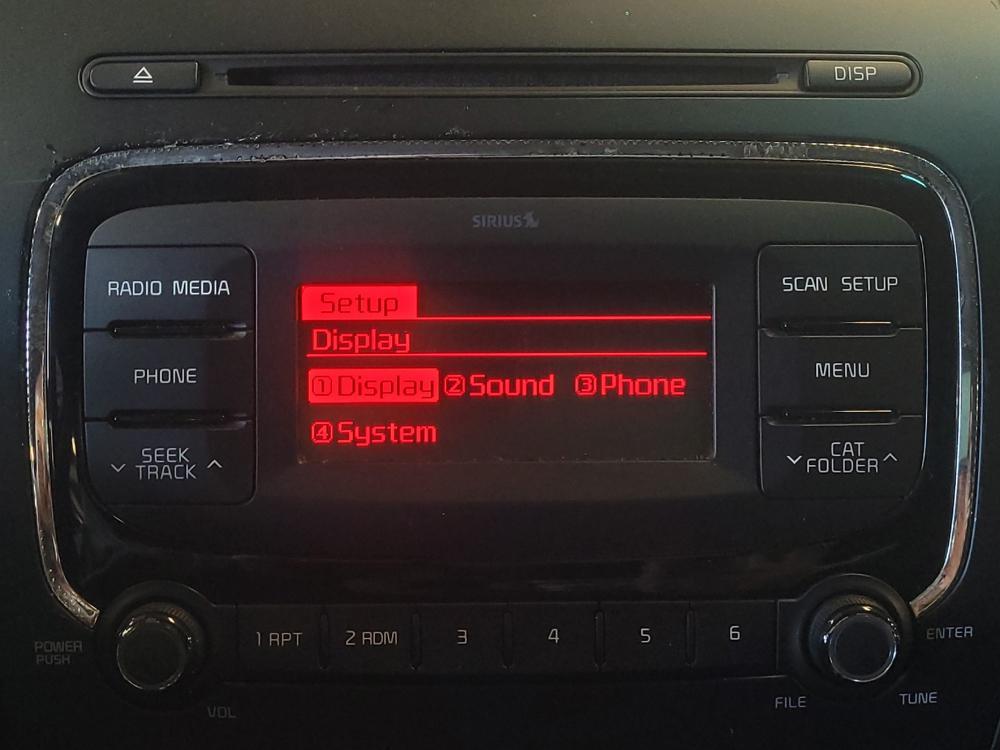 DISP
SIRIUS
RADIO MEDIA
SCAN SETUP
Setup
Display
PHONE
MENU
①Display ②Sound ③Phone
④System
SEEK
TRACK
CAT
FOLDER
1 RPT
2 RDM
3
4
5
6
POWER
PUSH
VOL
ENTER
FILE
TUNE